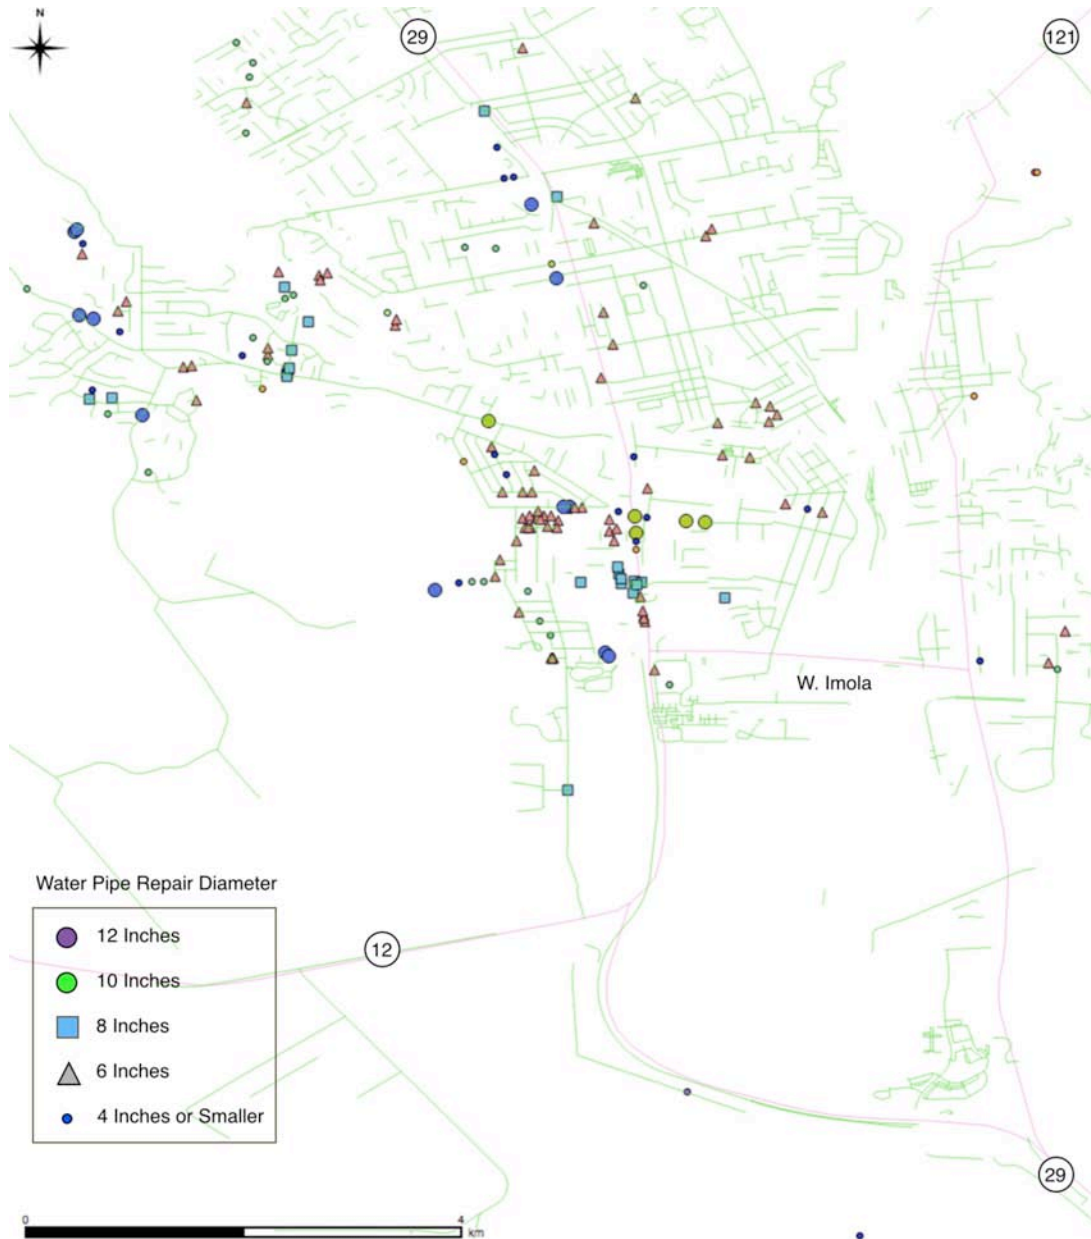 N
29
121
W. Imola
Water Pipe Repair Diameter
12 Inches
10 Inches
8 Inches
6 Inches
4 Inches or Smaller
12
29
0
4
km